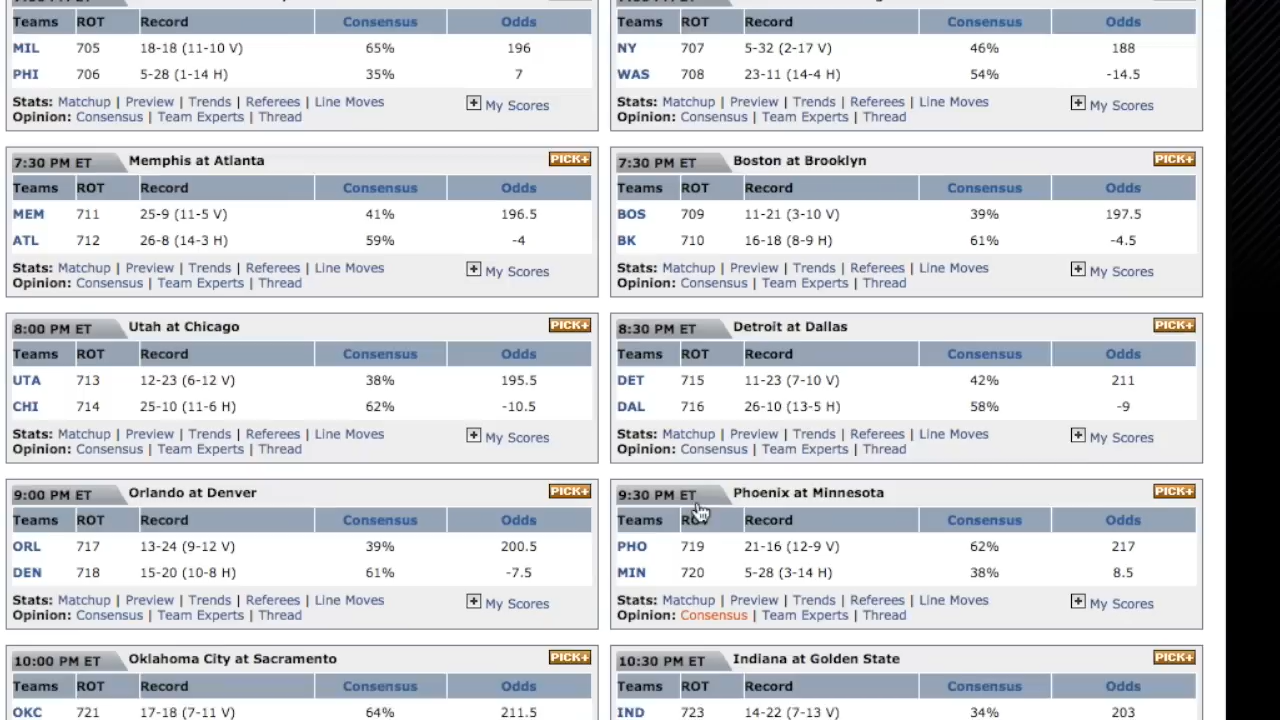 Teams ROT Record Consensus Odds
MIL 705 18-18 (11-10 V) 65% 196
PHI 706 5-28 (1-14 H) 35% 7
Stats: Matchup | Preview | Trends | Referees | Line Moves
My Scores
Opinion: Consensus | Team Experts | Thread
Teams ROT Record Consensus Odds
NY 707 5-32 (2-17 V) 46% 188
WAS 708 23-11 (14-4 H) 54% -14.5
Stats: Matchup | Preview | Trends | Referees | Line Moves
My Scores
Opinion: Consensus | Team Experts | Thread
7:30 PM ET Memphis at Atlanta PICK+
Teams ROT Record Consensus Odds
MEM 711 25-9 (11-5 V) 41% 196.5
ATL 712 26-8 (14-3 H) 59% -4
Stats: Matchup | Preview | Trends | Referees | Line Moves
My Scores
Opinion: Consensus | Team Experts | Thread
7:30 PM ET Boston at Brooklyn PICK+
Teams ROT Record Consensus Odds
BOS 709 11-21 (3-10 V) 39% 197.5
BK 710 16-18 (8-9 H) 61% -4.5
Stats: Matchup | Preview | Trends | Referees | Line Moves
My Scores
Opinion: Consensus | Team Experts | Thread
8:00 PM ET Utah at Chicago PICK+
Teams ROT Record Consensus Odds
UTA 713 12-23 (6-12 V) 38% 195.5
CHI 714 25-10 (11-6 H) 62% -10.5
Stats: Matchup | Preview | Trends | Referees | Line Moves
My Scores
Opinion: Consensus | Team Experts | Thread
8:30 PM ET Detroit at Dallas PICK+
Teams ROT Record Consensus Odds
DET 715 11-23 (7-10 V) 42% 211
DAL 716 26-10 (13-5 H) 58% -9
Stats: Matchup | Preview | Trends | Referees | Line Moves
My Scores
Opinion: Consensus | Team Experts | Thread
9:00 PM ET Orlando at Denver PICK+
Teams ROT Record Consensus Odds
ORL 717 13-24 (9-12 V) 39% 200.5
DEN 718 15-20 (10-8 H) 61% -7.5
Stats: Matchup | Preview | Trends | Referees | Line Moves
My Scores
Opinion: Consensus | Team Experts | Thread
9:30 PM ET Phoenix at Minnesota PICK+
Teams ROT Record Consensus Odds
PHO 719 21-16 (12-9 V) 62% 217
MIN 720 5-28 (3-14 H) 38% 8.5
Stats: Matchup | Preview | Trends | Referees | Line Moves
My Scores
Opinion: Consensus | Team Experts | Thread
10:00 PM ET Oklahoma City at Sacramento PICK+
Teams ROT Record Consensus Odds
OKC 721 17-18 (7-11 V) 64% 211.5
10:30 PM ET Indiana at Golden State PICK+
Teams ROT Record Consensus Odds
IND 723 14-22 (7-13 V) 34% 203